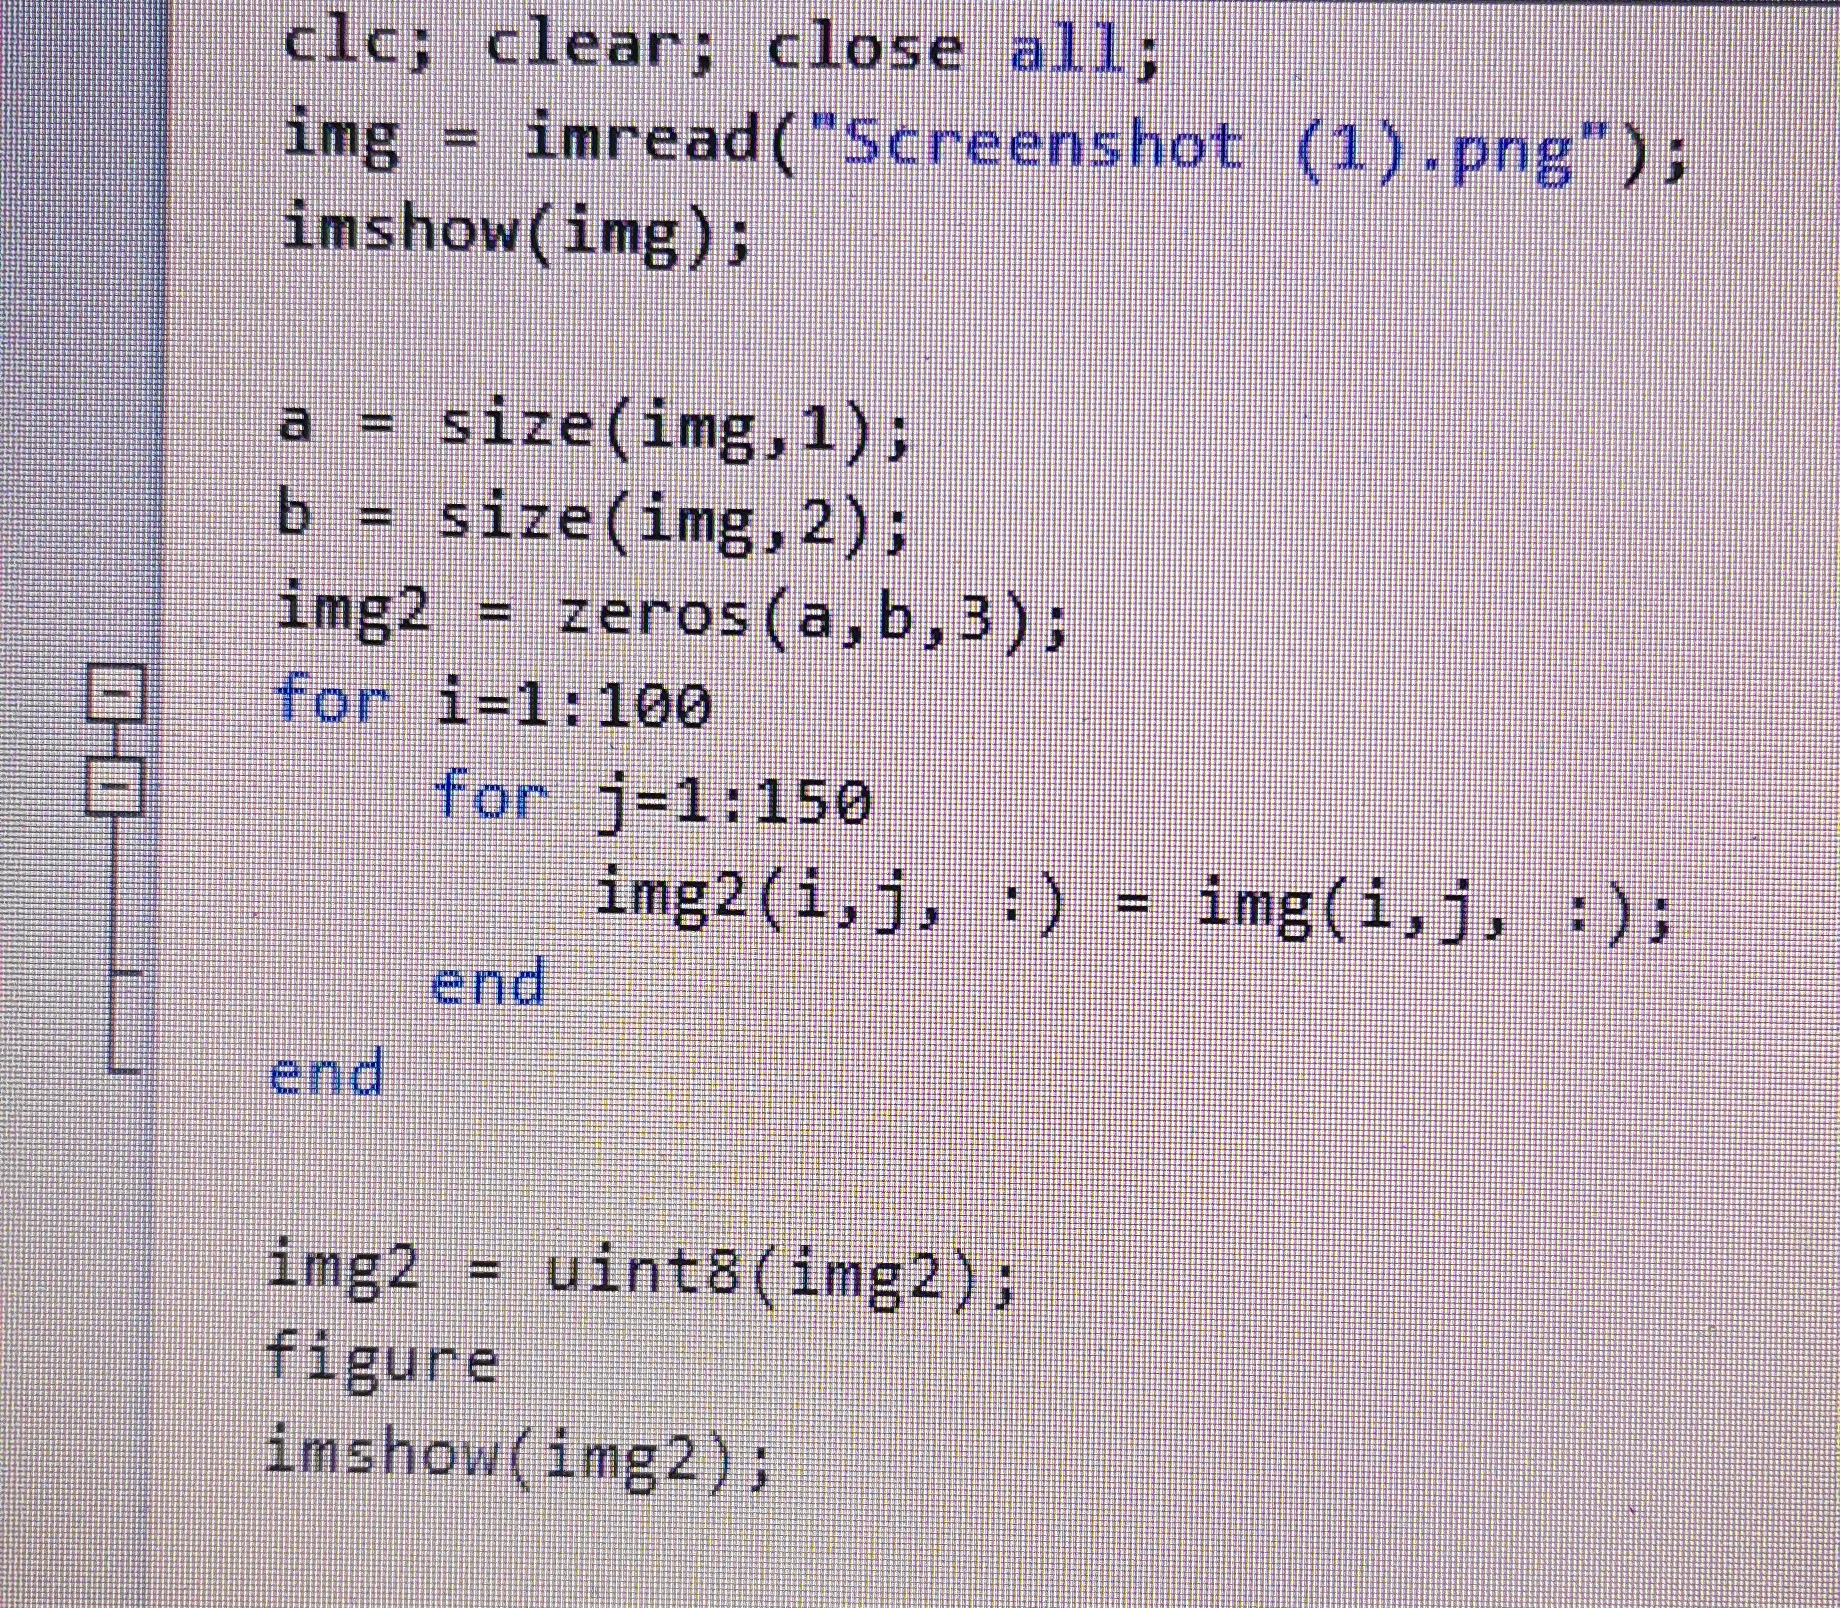 clc; clear; close all;
img = imread("Screenshot (1).png");
imshow(img);
a = size(img,1);
b = size(img,2);
img2 = zeros(a,b,3);
for i=1:100
for j=1:150
img2(i,j, :) = img(i,j, :);
end
end
img2 = uint8(img2);
figure
imshow(img2);